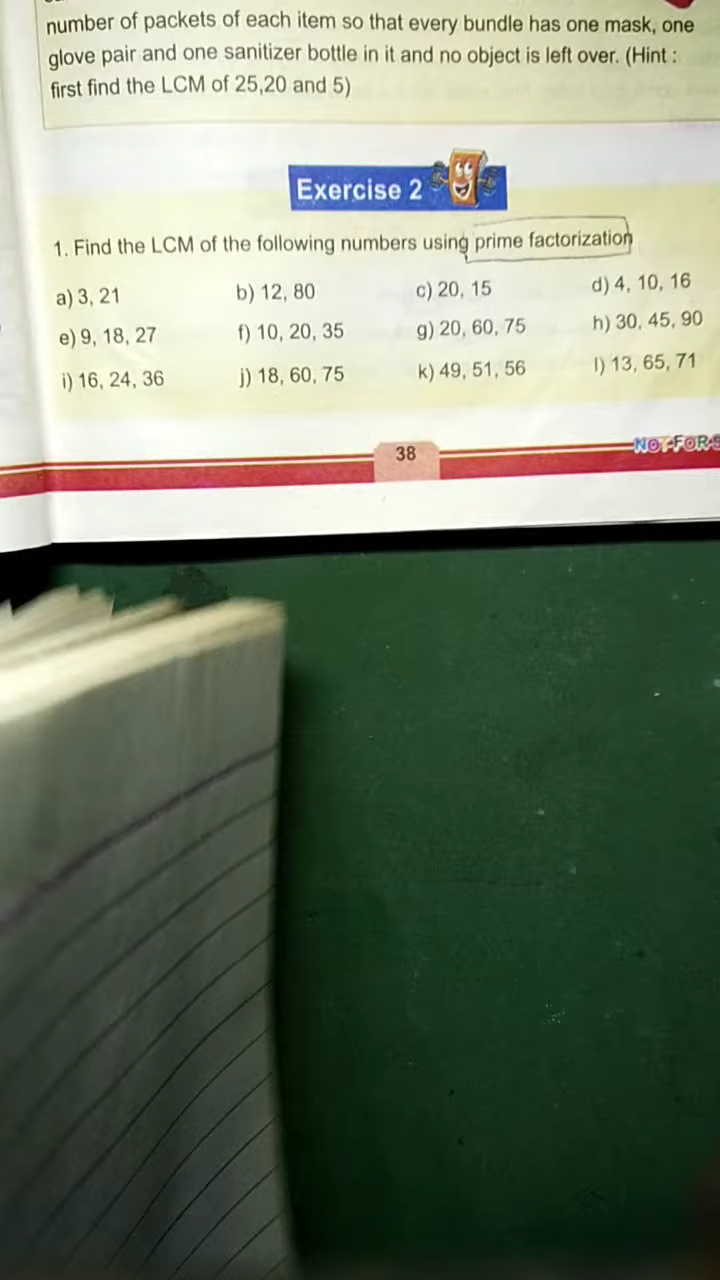 number of packets of each item so that every bundle has one mask, one
glove pair and one sanitizer bottle in it and no object is left over. (Hint :
first find the LCM of 25,20 and 5)
Exercise 2
1. Find the LCM of the following numbers using prime factorization
a) 3, 21 b) 12, 80 c) 20, 15 d) 4, 10, 16
e) 9, 18, 27 f) 10, 20, 35 g) 20, 60, 75 h) 30, 45, 90
i) 16, 24, 36 j) 18, 60, 75 k) 49, 51, 56 l) 13, 65, 71
38
NOT FOR